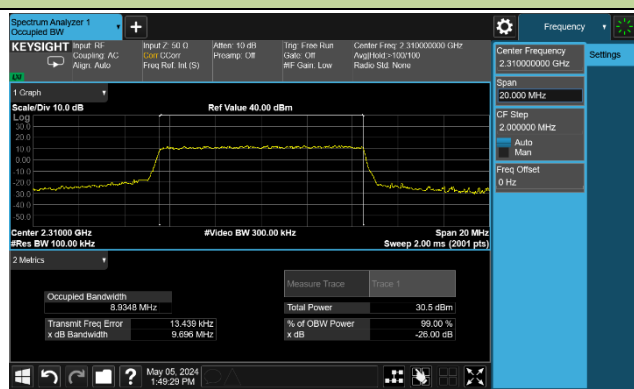 Spectrum Analyzer 1
Occupied BW
Frequency
KEYSIGHT
Input: RF
Coupling: AC
Align: Auto
Input Z: 50 Ω
Corr CCorr
Freq Ref: Int (S)
Atten: 10 dB
Preamp: Off
Trig: Free Run
Gate: Off
#IF Gain: Low
Center Freq: 2.310000000 GHz
Avg|Hold:>100/100
Radio Std: None
Center Frequency
2.310000000 GHz
Settings
Span
20.000 MHz
CF Step
2.000000 MHz
Auto
Man
Freq Offset
0 Hz
1 Graph
Scale/Div 10.0 dB
Ref Value 40.00 dBm
Log
30.0
20.0
10.0
0.00
-10.0
-20.0
-30.0
-40.0
-50.0
Center 2.31000 GHz
#Video BW 300.00 kHz
Span 20 MHz
#Res BW 100.00 kHz
Sweep 2.00 ms (2001 pts)
2 Metrics
Measure Trace
Trace 1
Occupied Bandwidth
8.9348 MHz
Total Power
30.5 dBm
Transmit Freq Error
13.439 kHz
% of OBW Power
99.00 %
x dB Bandwidth
9.696 MHz
x dB
-26.00 dB
May 05, 2024
1:49:29 PM